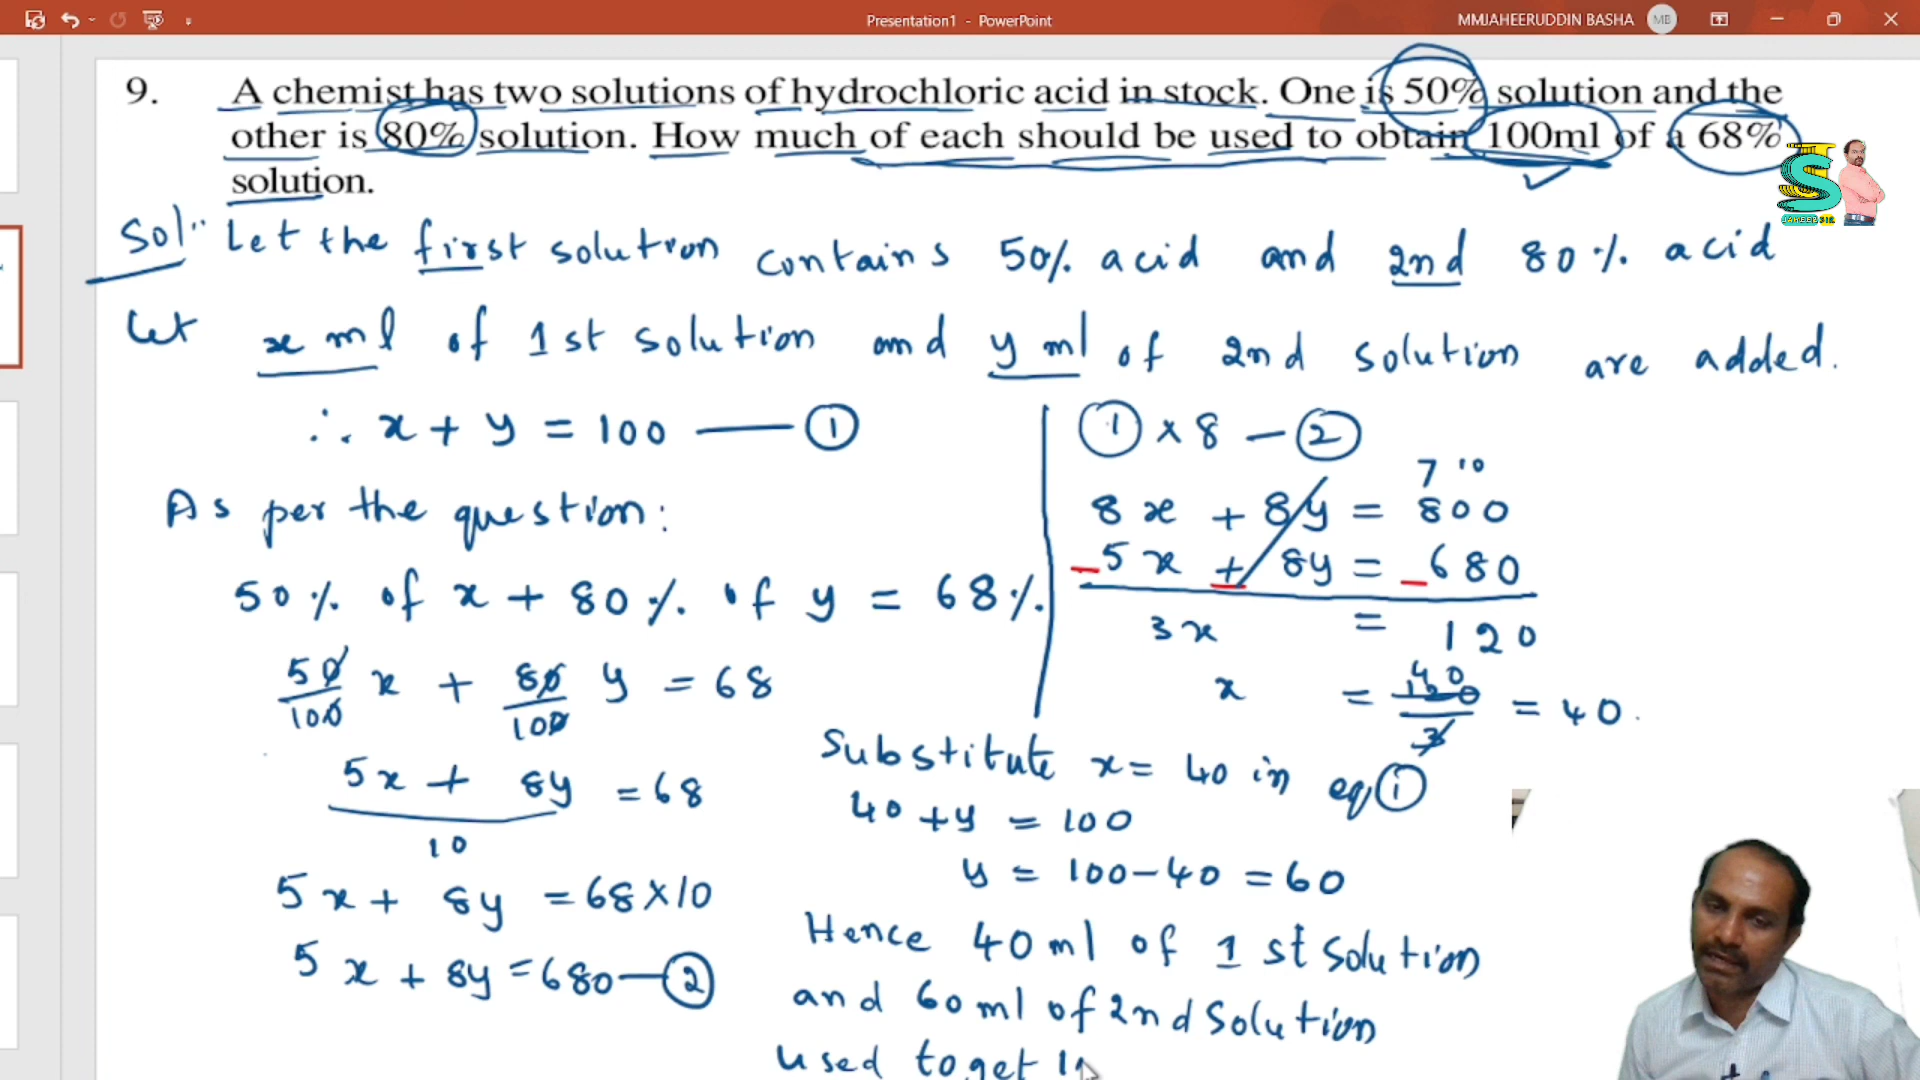 Presentation1 - PowerPoint
MMJAHEERUDDIN BASHA MB
9. A chemist has two solutions of hydrochloric acid in stock. One is 50% solution and the
other is 80% solution. How much of each should be used to obtain 100ml of a 68%
solution.
JAHEER SIR
Sol: Let the first solution contains 50% acid and 2nd 80% acid
Let x ml of 1st solution and y ml of 2nd solution are added.
∴ x + y = 100 — ①
As per the question:
50% of x + 80% of y = 68%
50/100 x + 80/100 y = 68
5x + 8y = 68
10
5x + 8y = 68 × 10
5x + 8y = 680 — ②
① × 8 — ②
7 10
8x + 8y = 800
- 5x + 8y = - 680
3x = 120
40
x = 120/3 = 40.
Substitute x = 40 in eq ①
40 + y = 100
y = 100 - 40 = 60
Hence 40 ml of 1st solution
and 60 ml of 2nd solution
used to get